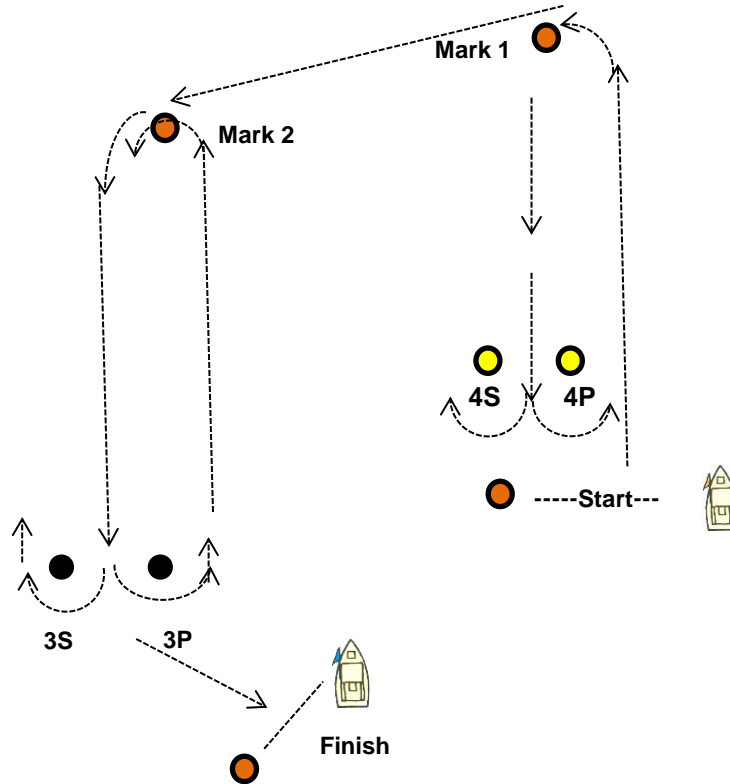 Mark 1
Mark 2
4S 4P
-----Start---
3S 3P
Finish